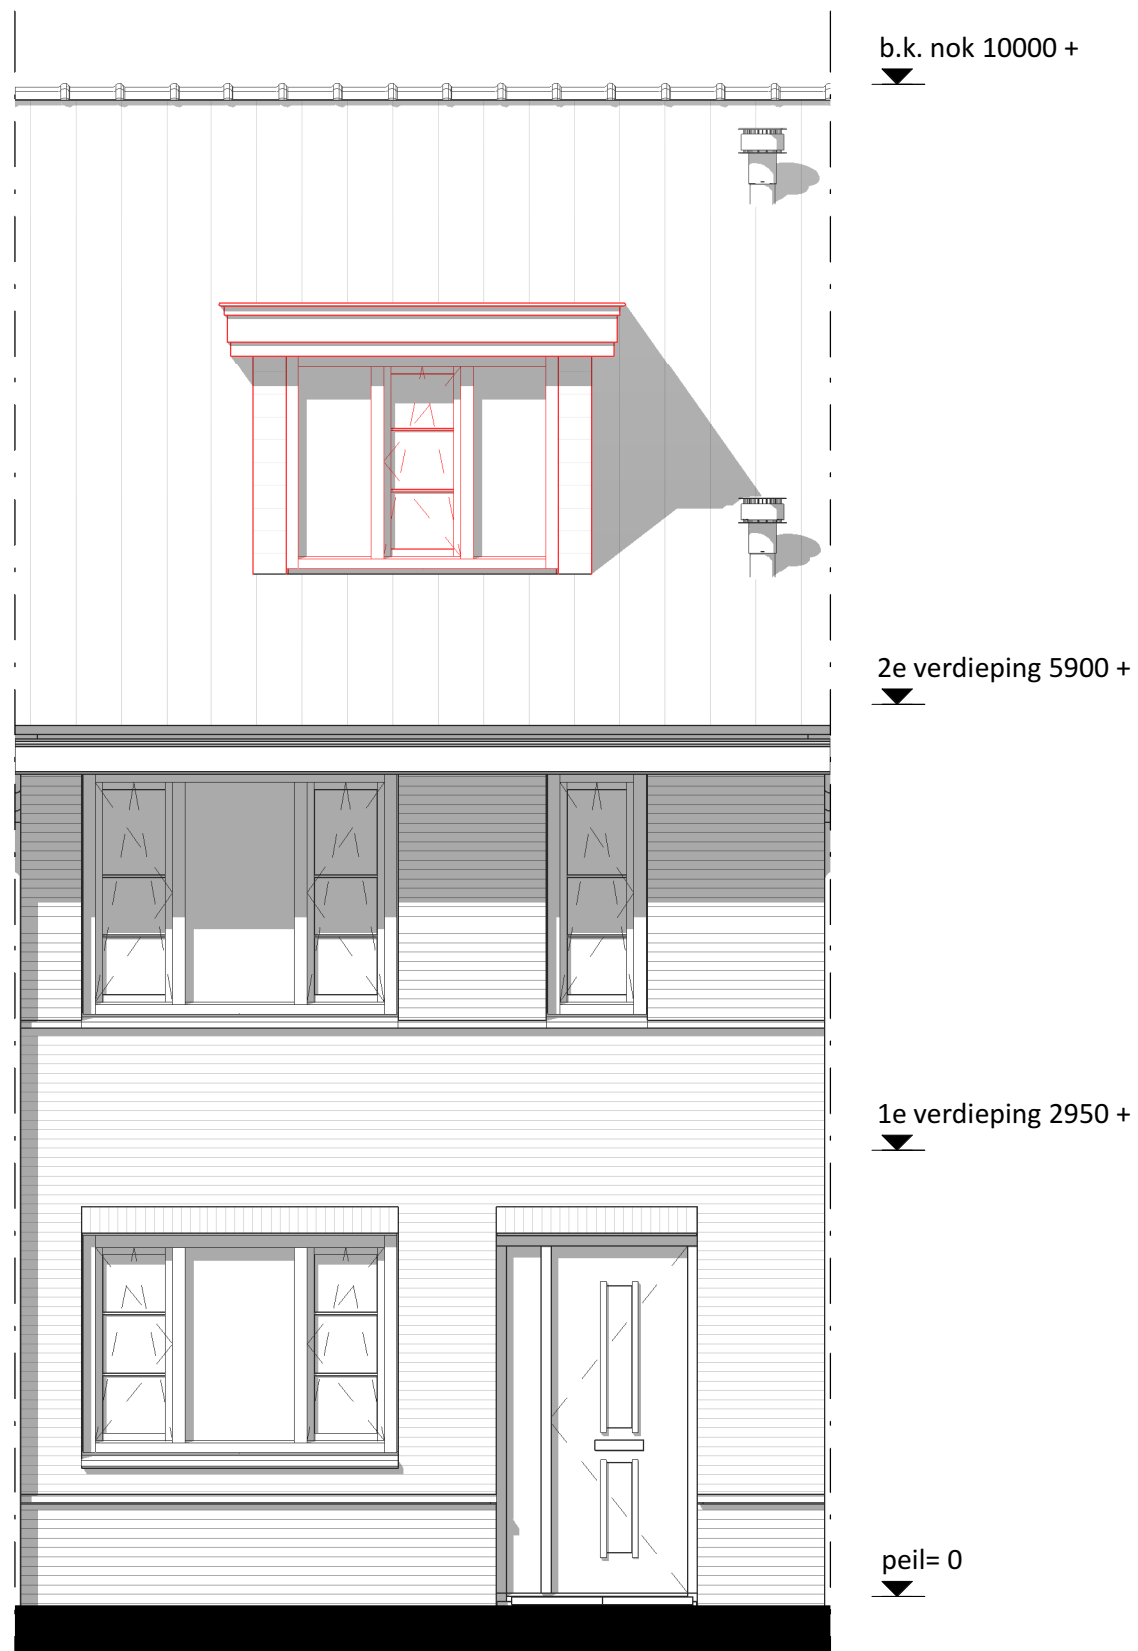 b.k. nok 10000 +
2e verdieping 5900 +
1e verdieping 2950 +
peil= 0